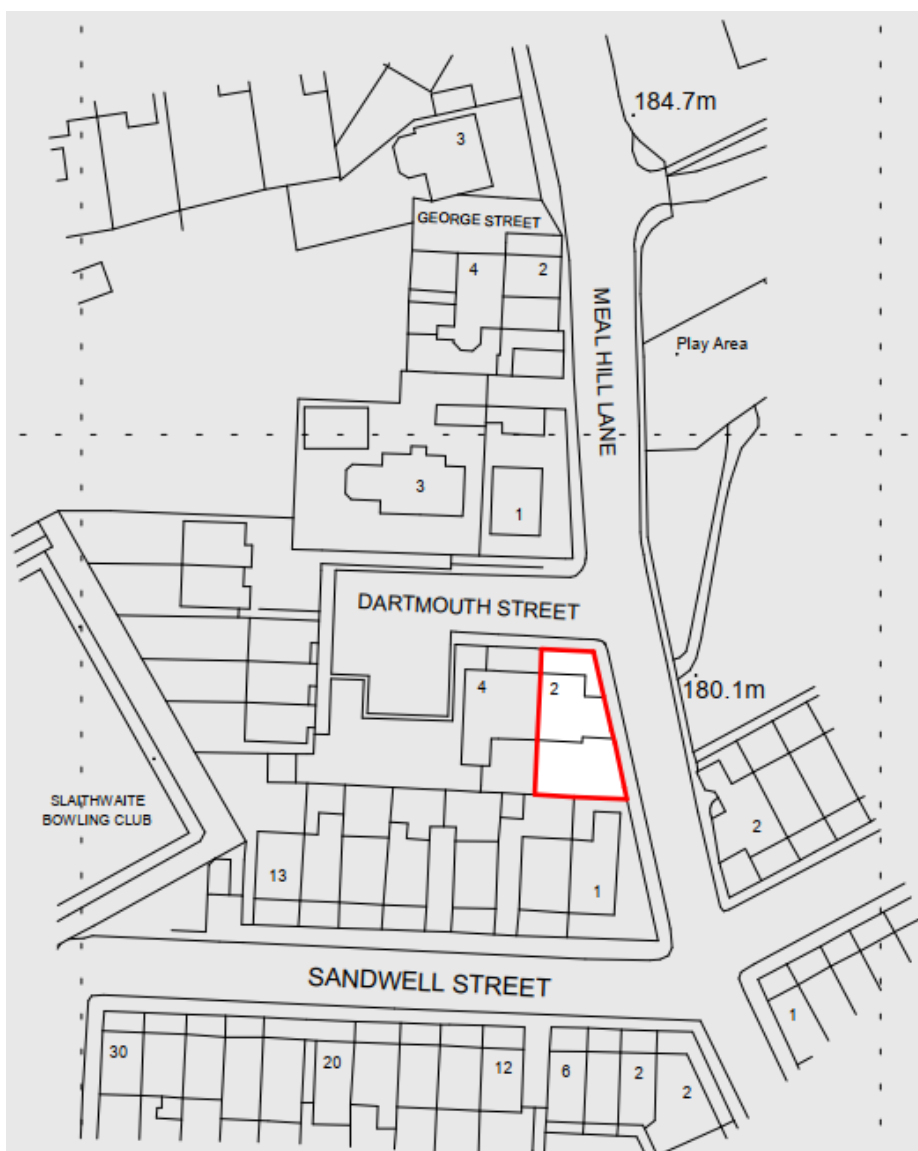 184.7m
3
GEORGE STREET
4
2
MEAL HILL LANE
Play Area
3
1
DARTMOUTH STREET
4
2
180.1m
SLAITHWAITE
BOWLING CLUB
2
13
1
SANDWELL STREET
1
30
20
12
6
2
2